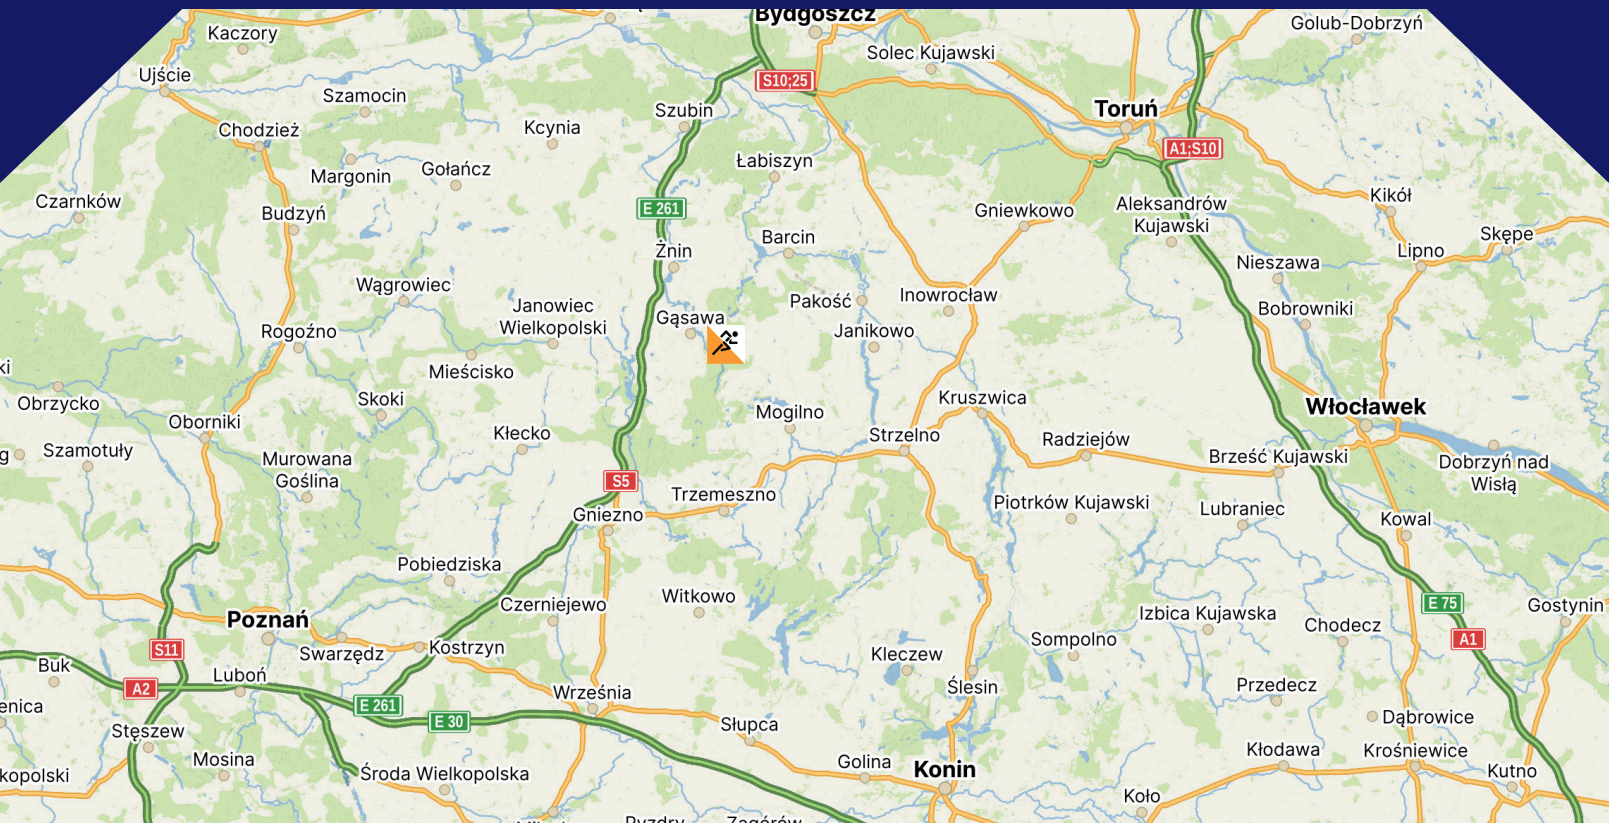 Bydgoszcz
Golub-Dobrzyń
Kaczory
Solec Kujawski
Ujście
S10;25
Szamocin
Szubin
Toruń
Chodzież
Kcynia
A1;S10
Łabiszyn
Gołańcz
Margonin
Kikół
Czarnków
Aleksandrów
Kujawski
E 261
Gniewkowo
Budzyń
Skępe
Barcin
Żnin
Lipno
Nieszawa
Wągrowiec
Inowrocław
Pakość
Janowiec
Wielkopolski
Bobrowniki
Gąsawa
Rogoźno
Janikowo
ki
Mieścisko
Kruszwica
Skoki
Obrzycko
Włocławek
Mogilno
Oborniki
Kłecko
Strzelno
Radziejów
g
Szamotuły
Brześć Kujawski
Murowana
Goślina
Dobrzyń nad
Wisłą
S5
Trzemeszno
Piotrków Kujawski
Lubraniec
Gniezno
Kowal
Pobiedziska
Witkowo
E 75
Czerniejewo
Gostynin
Izbica Kujawska
Poznań
Chodecz
Sompolno
A1
S11
Swarzędz
Kostrzyn
Kleczew
Buk
Luboń
A2
Ślesin
Przedecz
Września
enica
E 261
E 30
Dąbrowice
Słupca
Stęszew
Kłodawa
Krośniewice
Mosina
Golina
Konin
kopolski
Środa Wielkopolska
Kutno
Koło
Pyzdry
Zagórów